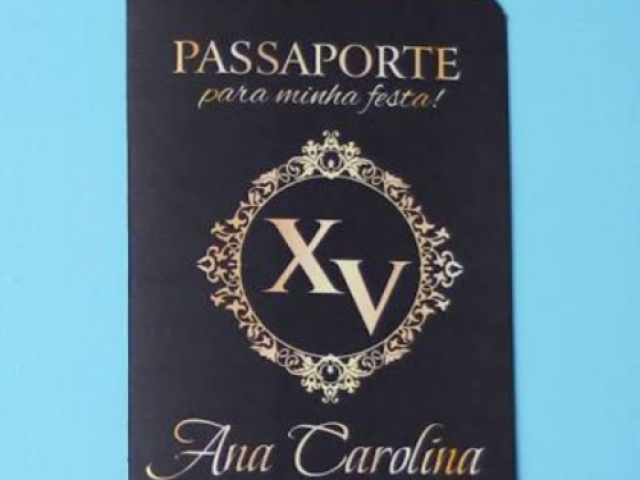 PASSAPORTE
para minha festa!
XV
Ana Carolina